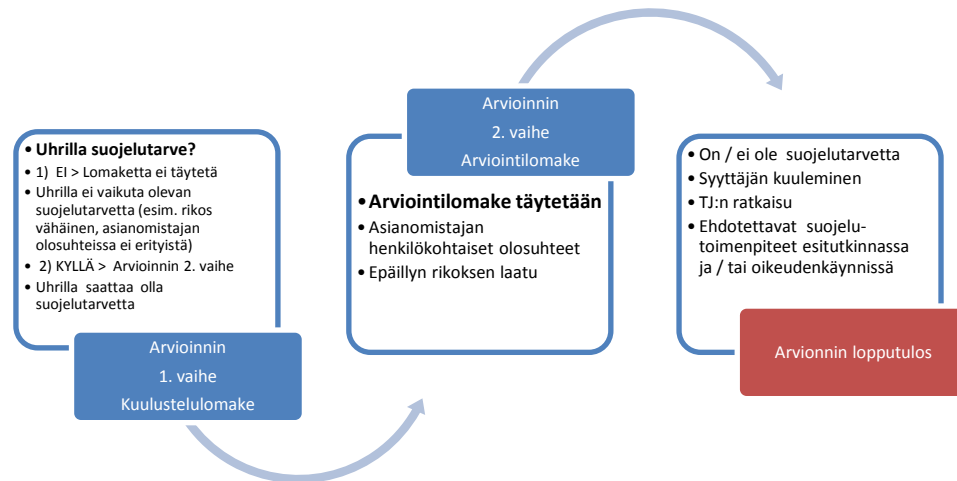 • Uhrilla suojelutarve?
• 1) EI > Lomaketta ei täytetä
• Uhrilla ei vaikuta olevan
suojelutarvetta (esim. rikos
vähäinen, asianomistajan
olosuhteissa ei erityistä)
• 2) KYLLÄ > Arvioinnin 2. vaihe
• Uhrilla saattaa olla
suojelutarvetta
Arvioinnin
1. vaihe
Kuulustelulomake
Arvioinnin
2. vaihe
Arviointilomake
• Arviointilomake täytetään
• Asianomistajan
henkilökohtaiset olosuhteet
• Epäillyn rikoksen laatu
• On / ei ole suojelutarvetta
• Syyttäjän kuuleminen
• TJ:n ratkaisu
• Ehdotettavat suojelu-
toimenpiteet esitutkinnassa
ja / tai oikeudenkäynnissä
Arvionnin lopputulos